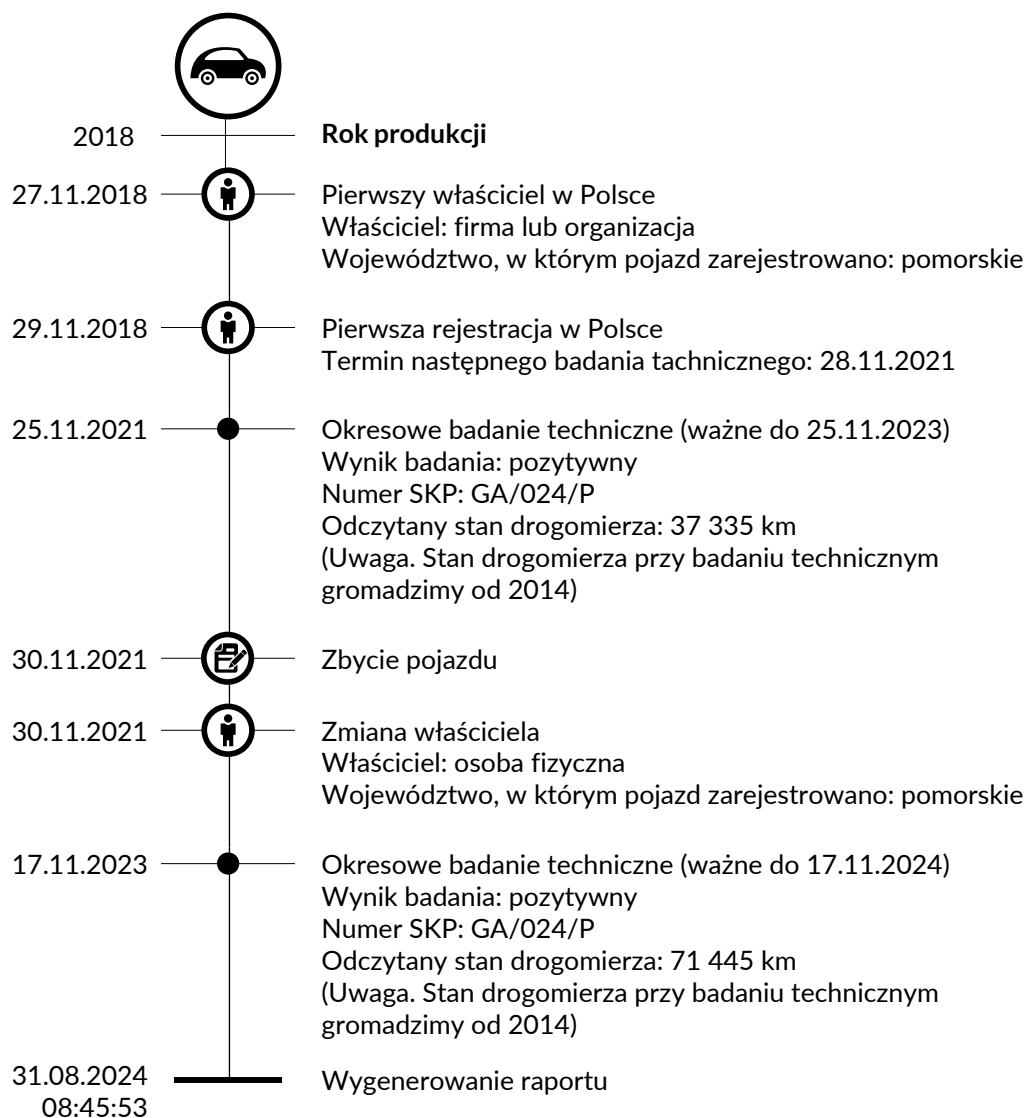 2018
Rok produkcji
27.11.2018
Pierwszy właściciel w Polsce
Właściciel: firma lub organizacja
Województwo, w którym pojazd zarejestrowano: pomorskie
29.11.2018
Pierwsza rejestracja w Polsce
Termin następnego badania tachnicznego: 28.11.2021
25.11.2021
Okresowe badanie techniczne (ważne do 25.11.2023)
Wynik badania: pozytywny
Numer SKP: GA/024/P
Odczytany stan drogomierza: 37 335 km
(Uwaga. Stan drogomierza przy badaniu technicznym
gromadzimy od 2014)
30.11.2021
Zbycie pojazdu
30.11.2021
Zmiana właściciela
Właściciel: osoba fizyczna
Województwo, w którym pojazd zarejestrowano: pomorskie
17.11.2023
Okresowe badanie techniczne (ważne do 17.11.2024)
Wynik badania: pozytywny
Numer SKP: GA/024/P
Odczytany stan drogomierza: 71 445 km
(Uwaga. Stan drogomierza przy badaniu technicznym
gromadzimy od 2014)
31.08.2024
08:45:53
Wygenerowanie raportu